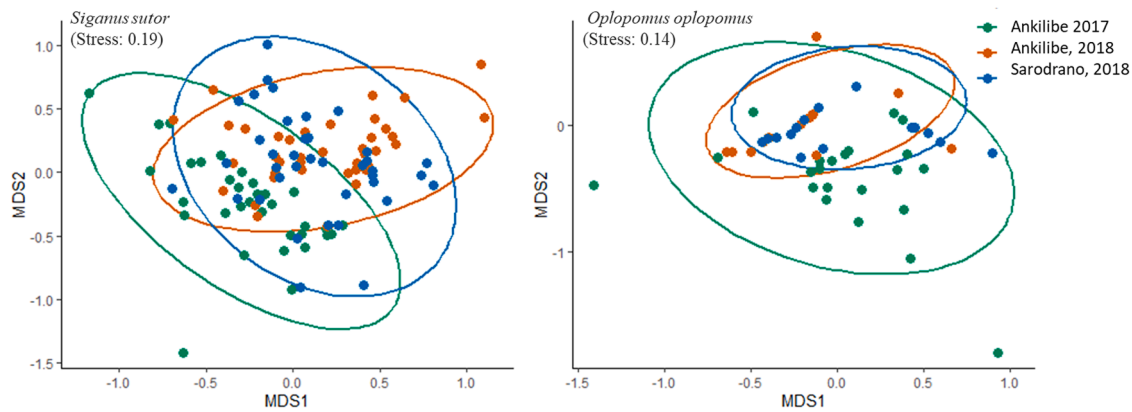 Siganus sutor
(Stress: 0.19)
Oplopomus oplopomus
(Stress: 0.14)
Ankilibe 2017
Ankilibe, 2018
Sarodrano, 2018
1.0
0.5
0.0
-0.5
-1.0
-1.5
MDS2
-1.0
-0.5
0.0
0.5
1.0
MDS1
0
-1
MDS2
-1.5
-1.0
-0.5
0.0
0.5
1.0
MDS1